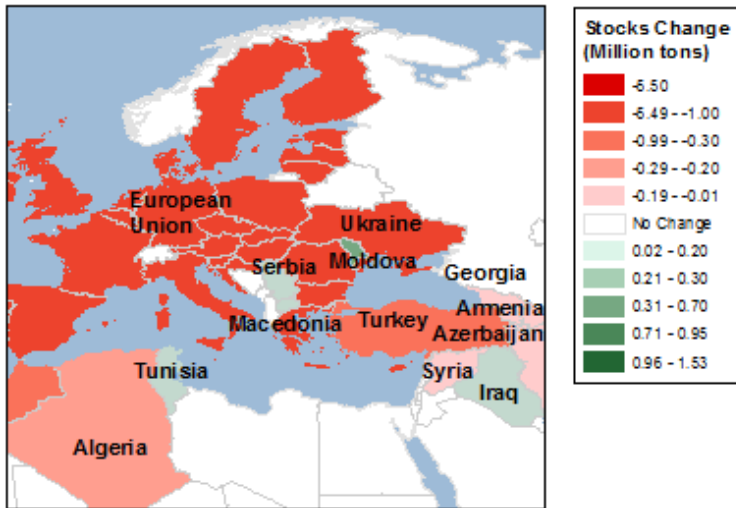 Stocks Change
(Million tons)
-5.50
-5.49 - -1.00
-0.99 - -0.30
-0.29 - -0.20
-0.19 - -0.01
No Change
0.02 - 0.20
0.21 - 0.30
0.31 - 0.70
0.71 - 0.95
0.96 - 1.53
European
Union
Ukraine
Moldova
Serbia
Georgia
Macedonia
Turkey
Armenia
Azerbaijan
Tunisia
Syria
Iraq
Algeria